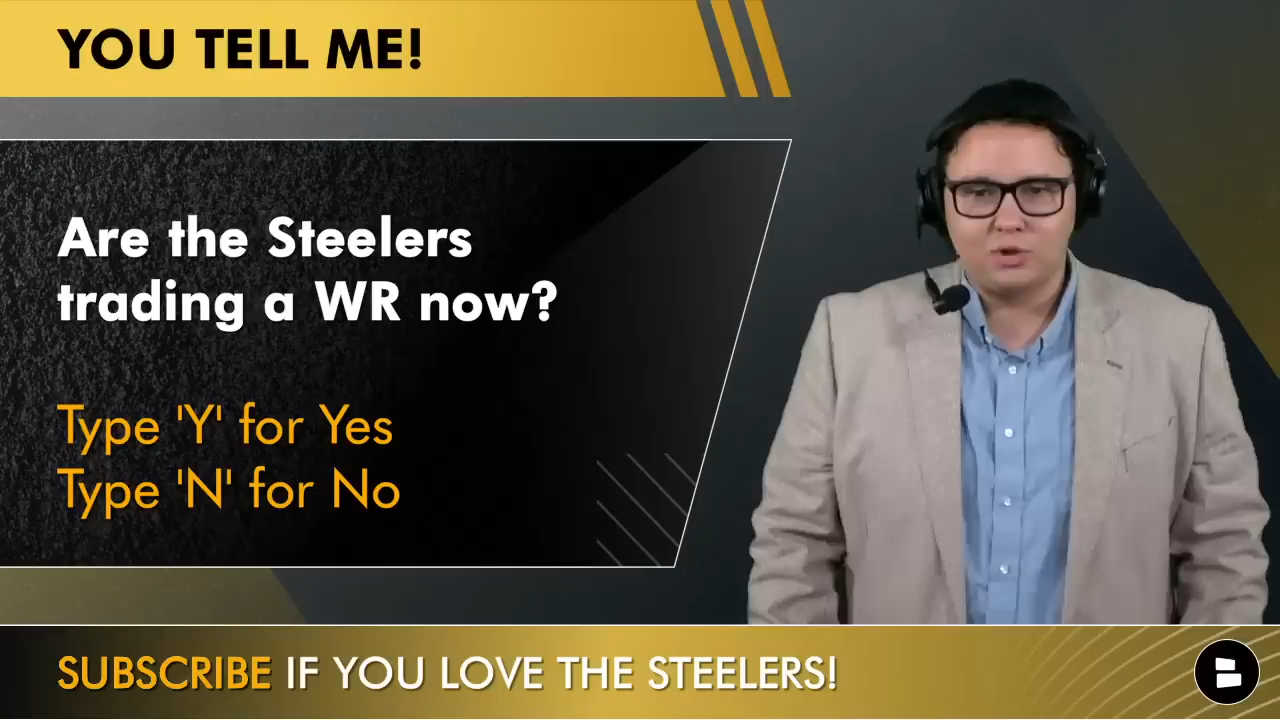 YOU TELL ME!
Are the Steelers
trading a WR now?
Type 'Y' for Yes
Type 'N' for No
SUBSCRIBE IF YOU LOVE THE STEELERS!